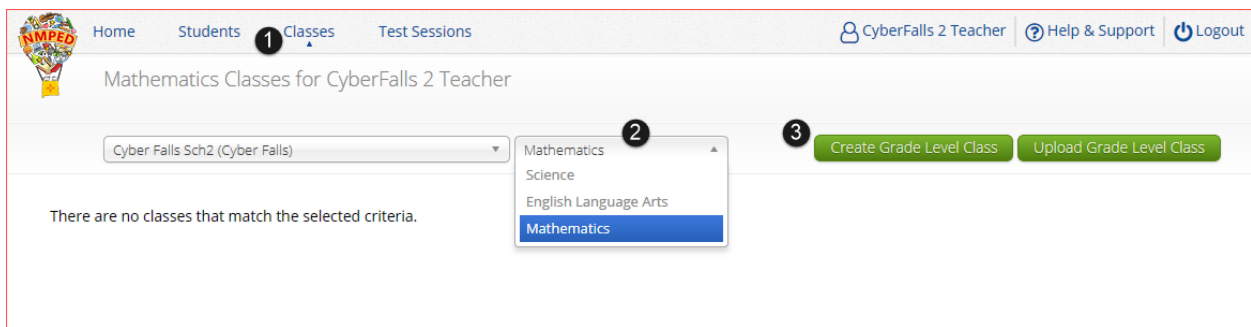 NMPED
Home Students 1 Classes Test Sessions CyberFalls 2 Teacher Help & Support Logout
Mathematics Classes for CyberFalls 2 Teacher
2 3
Cyber Falls Sch2 (Cyber Falls) Mathematics Create Grade Level Class Upload Grade Level Class
Science
English Language Arts
There are no classes that match the selected criteria.
Mathematics